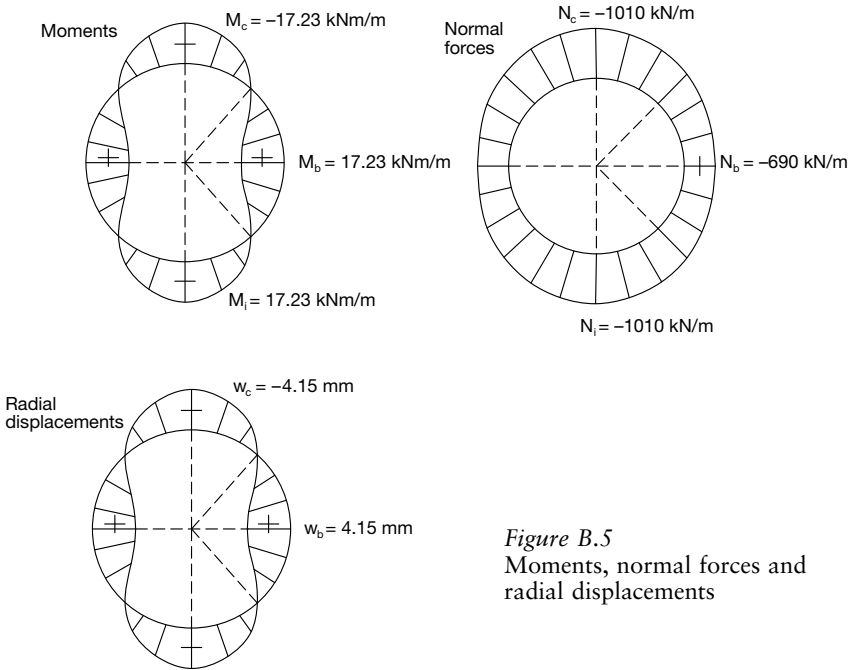 Moments
M_c = −17.23 kNm/m
M_b = 17.23 kNm/m
M_i = 17.23 kNm/m
Normal
forces
N_c = −1010 kN/m
N_b = −690 kN/m
N_i = −1010 kN/m
Radial
displacements
w_c = −4.15 mm
w_b = 4.15 mm
Figure B.5
Moments, normal forces and
radial displacements